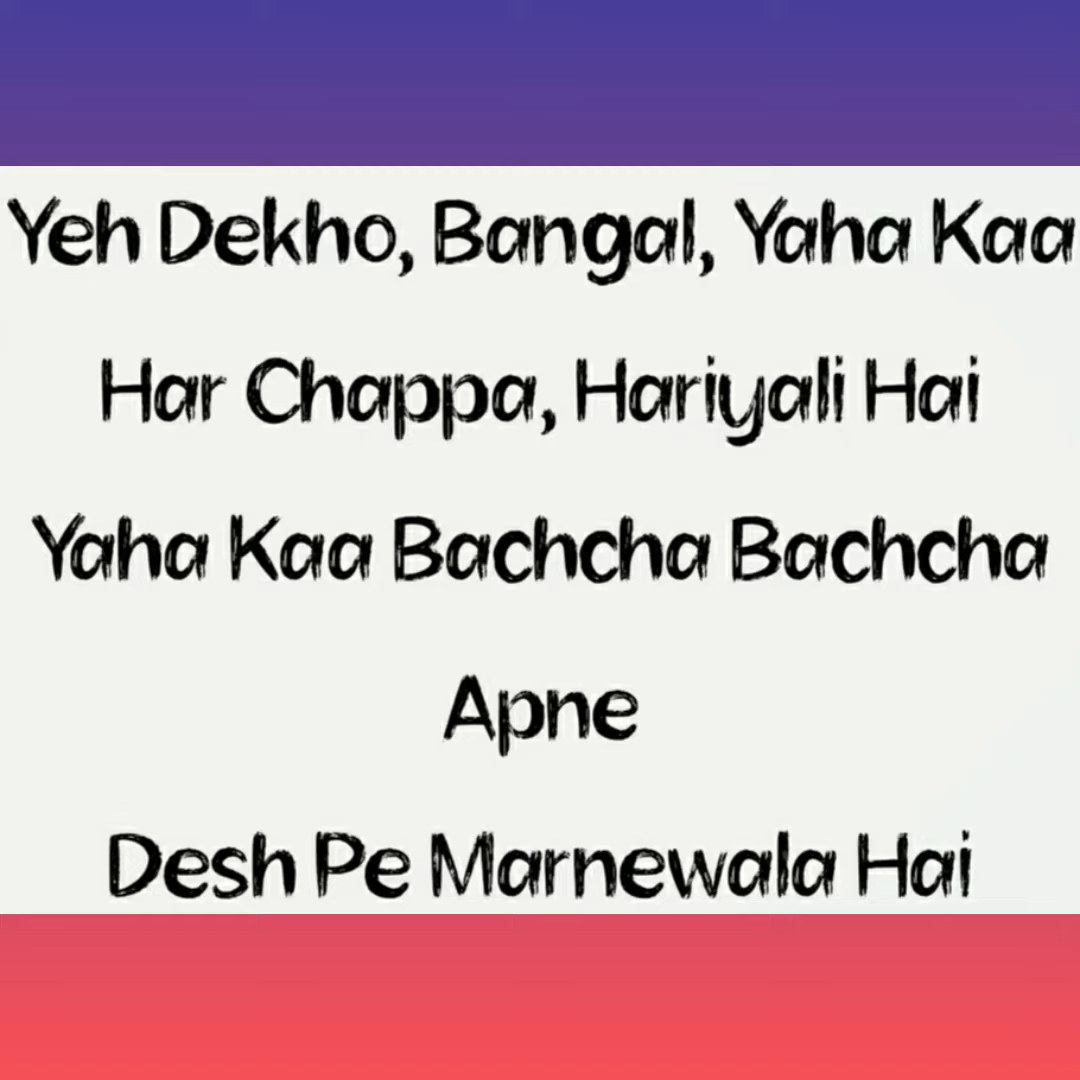 Yeh Dekho, Bangal, Yaha Kaa
Har Chappa, Hariyali Hai
Yaha Kaa Bachcha Bachcha
Apne
Desh Pe Marnewala Hai